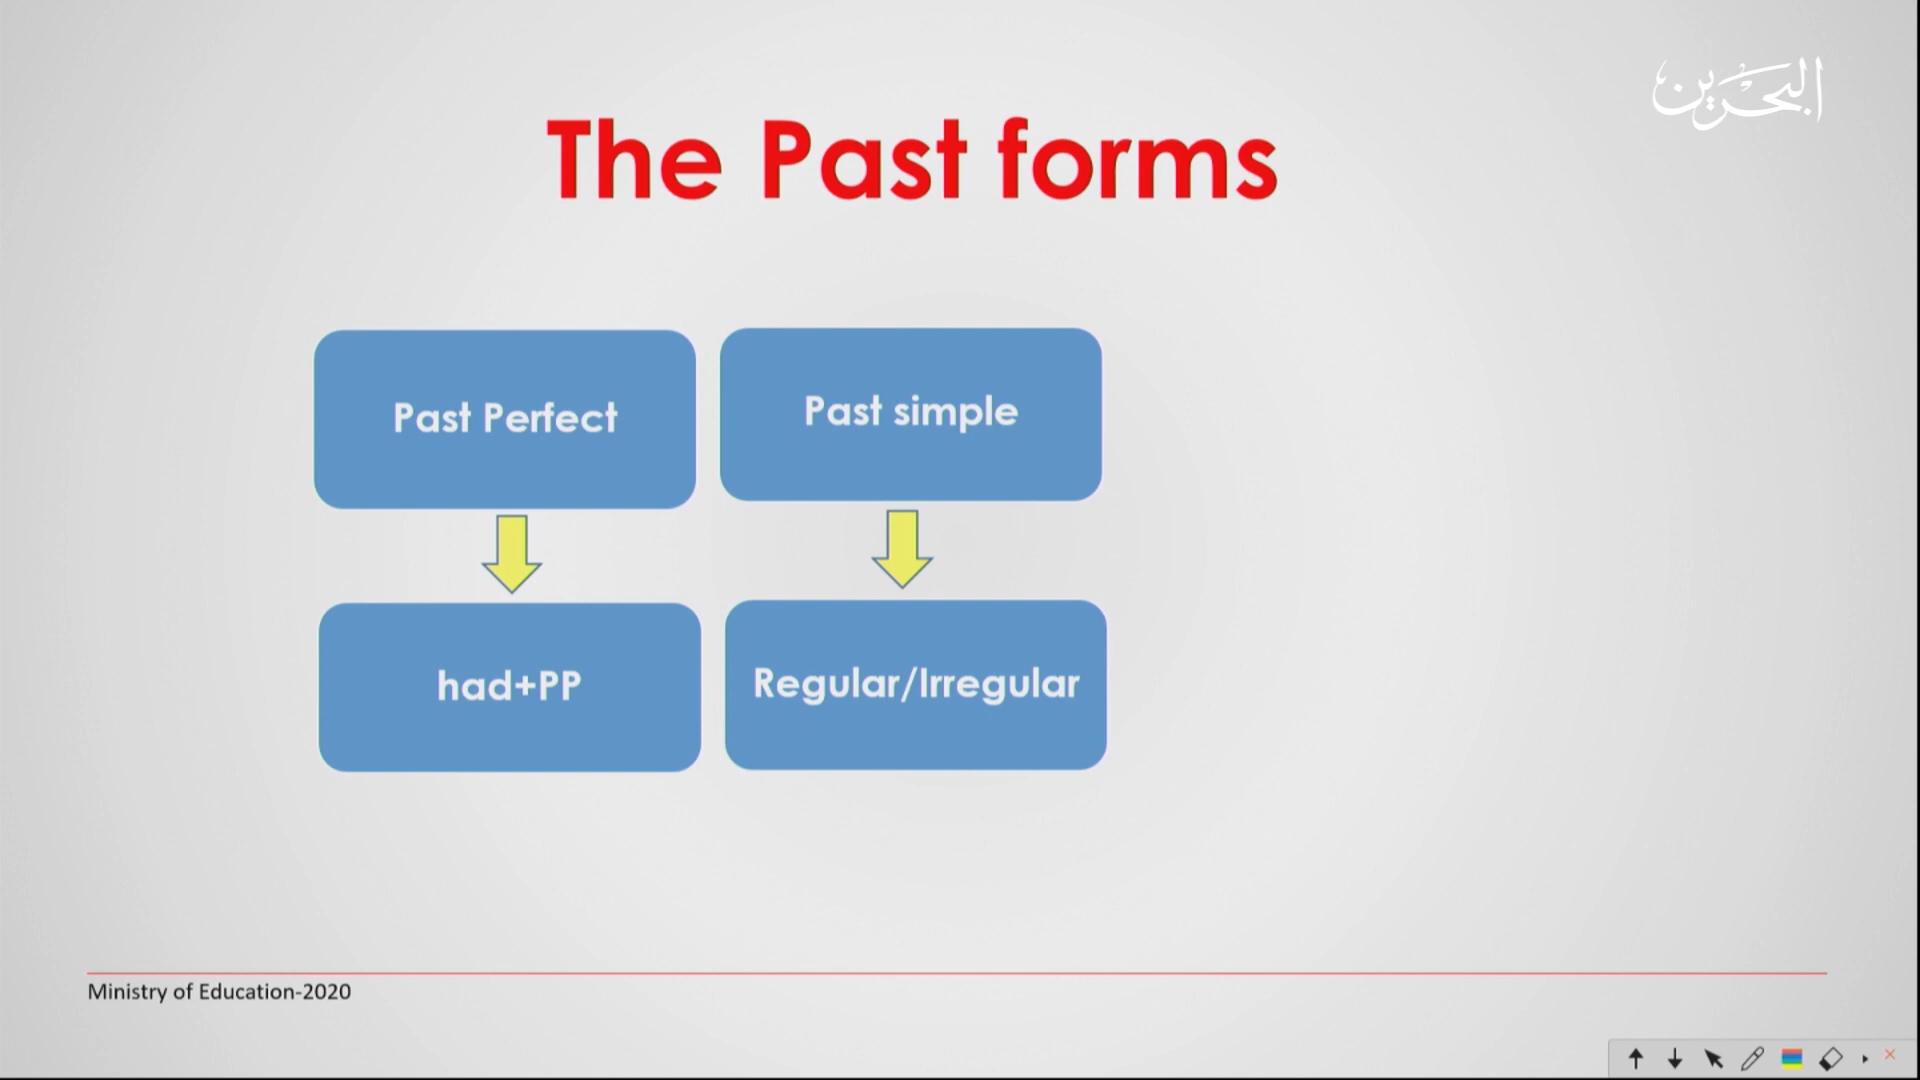 البحرين
The Past forms
Past Perfect
Past simple
had+PP
Regular/Irregular
Ministry of Education-2020